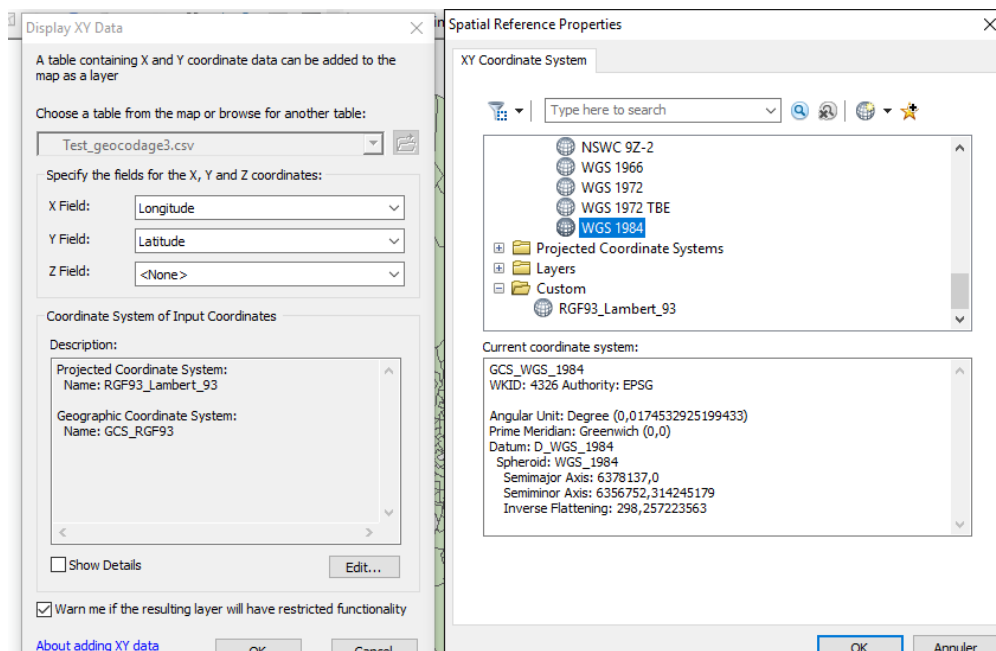 Display XY Data
A table containing X and Y coordinate data can be added to the
map as a layer
Choose a table from the map or browse for another table:
Test_geocodage3.csv
Specify the fields for the X, Y and Z coordinates:
X Field:
Longitude
Y Field:
Latitude
Z Field:
<None>
Coordinate System of Input Coordinates
Description:
Projected Coordinate System:
Name: RGF93_Lambert_93
Geographic Coordinate System:
Name: GCS_RGF93
Show Details
Edit...
Warn me if the resulting layer will have restricted functionality
About adding XY data
OK
Cancel
Spatial Reference Properties
XY Coordinate System
Type here to search
NSWC 9Z-2
WGS 1966
WGS 1972
WGS 1972 TBE
WGS 1984
Projected Coordinate Systems
Layers
Custom
RGF93_Lambert_93
Current coordinate system:
GCS_WGS_1984
WKID: 4326 Authority: EPSG
Angular Unit: Degree (0,0174532925199433)
Prime Meridian: Greenwich (0,0)
Datum: D_WGS_1984
Spheroid: WGS_1984
Semimajor Axis: 6378137,0
Semiminor Axis: 6356752,314245179
Inverse Flattening: 298,257223563
OK
Annuler